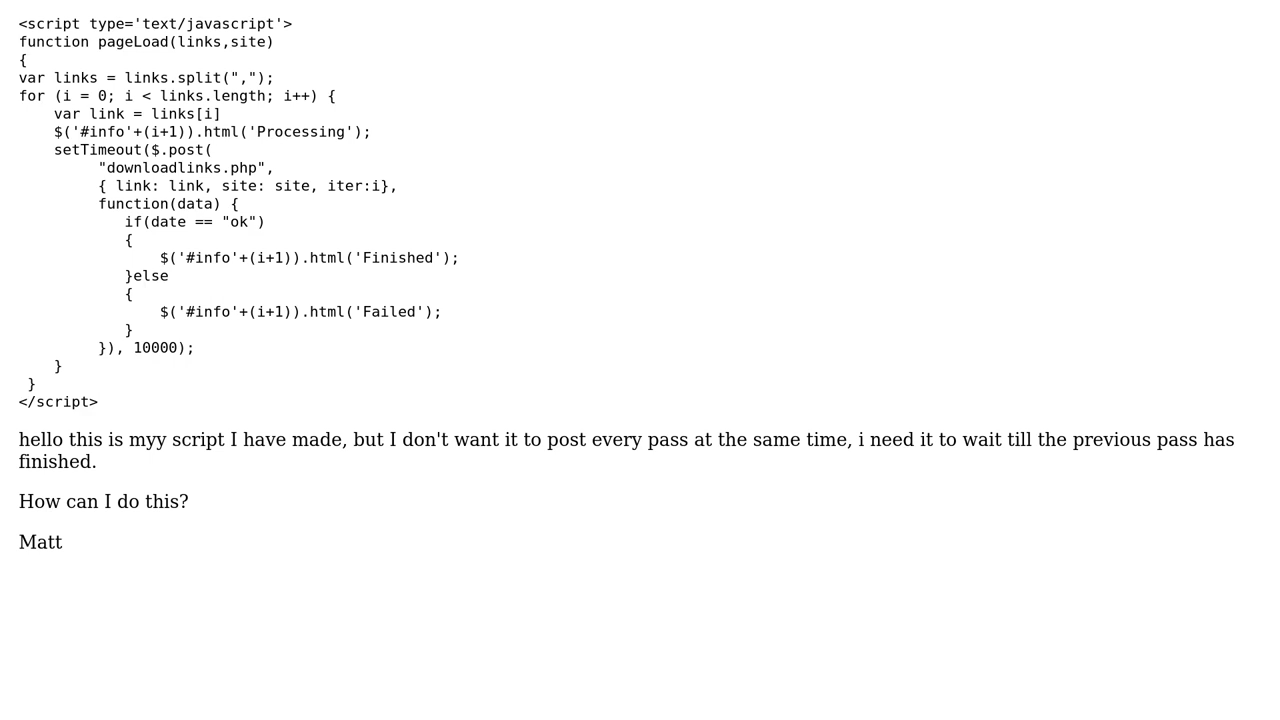 <script type='text/javascript'>
function pageLoad(links,site)
{
var links = links.split(",");
for (i = 0; i < links.length; i++) {
    var link = links[i]
    $('#info'+(i+1)).html('Processing');
    setTimeout($.post(
         "downloadlinks.php",
         { link: link, site: site, iter:i},
         function(data) {
            if(date == "ok")
            {
                $('#info'+(i+1)).html('Finished');
            }else
            {
                $('#info'+(i+1)).html('Failed');
            }
         }), 10000);
    }
 }
</script>
hello this is myy script I have made, but I don't want it to post every pass at the same time, i need it to wait till the previous pass has
finished.
How can I do this?
Matt